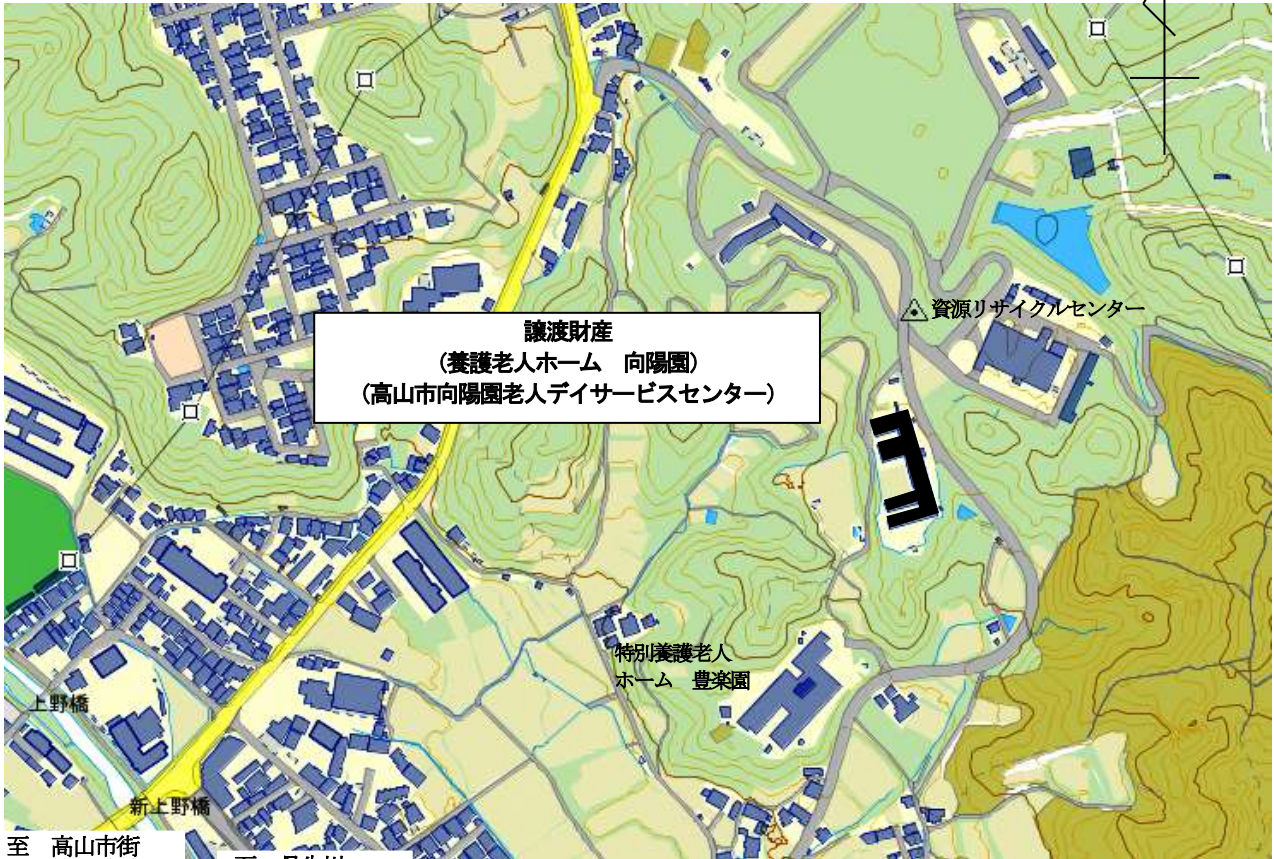 資源リサイクルセンター
譲渡財産
(養護老人ホーム　向陽園)
(高山市向陽園老人デイサービスセンター)
特別養護老人
ホーム　豊楽園
上野橋
新上野橋
至　高山市街